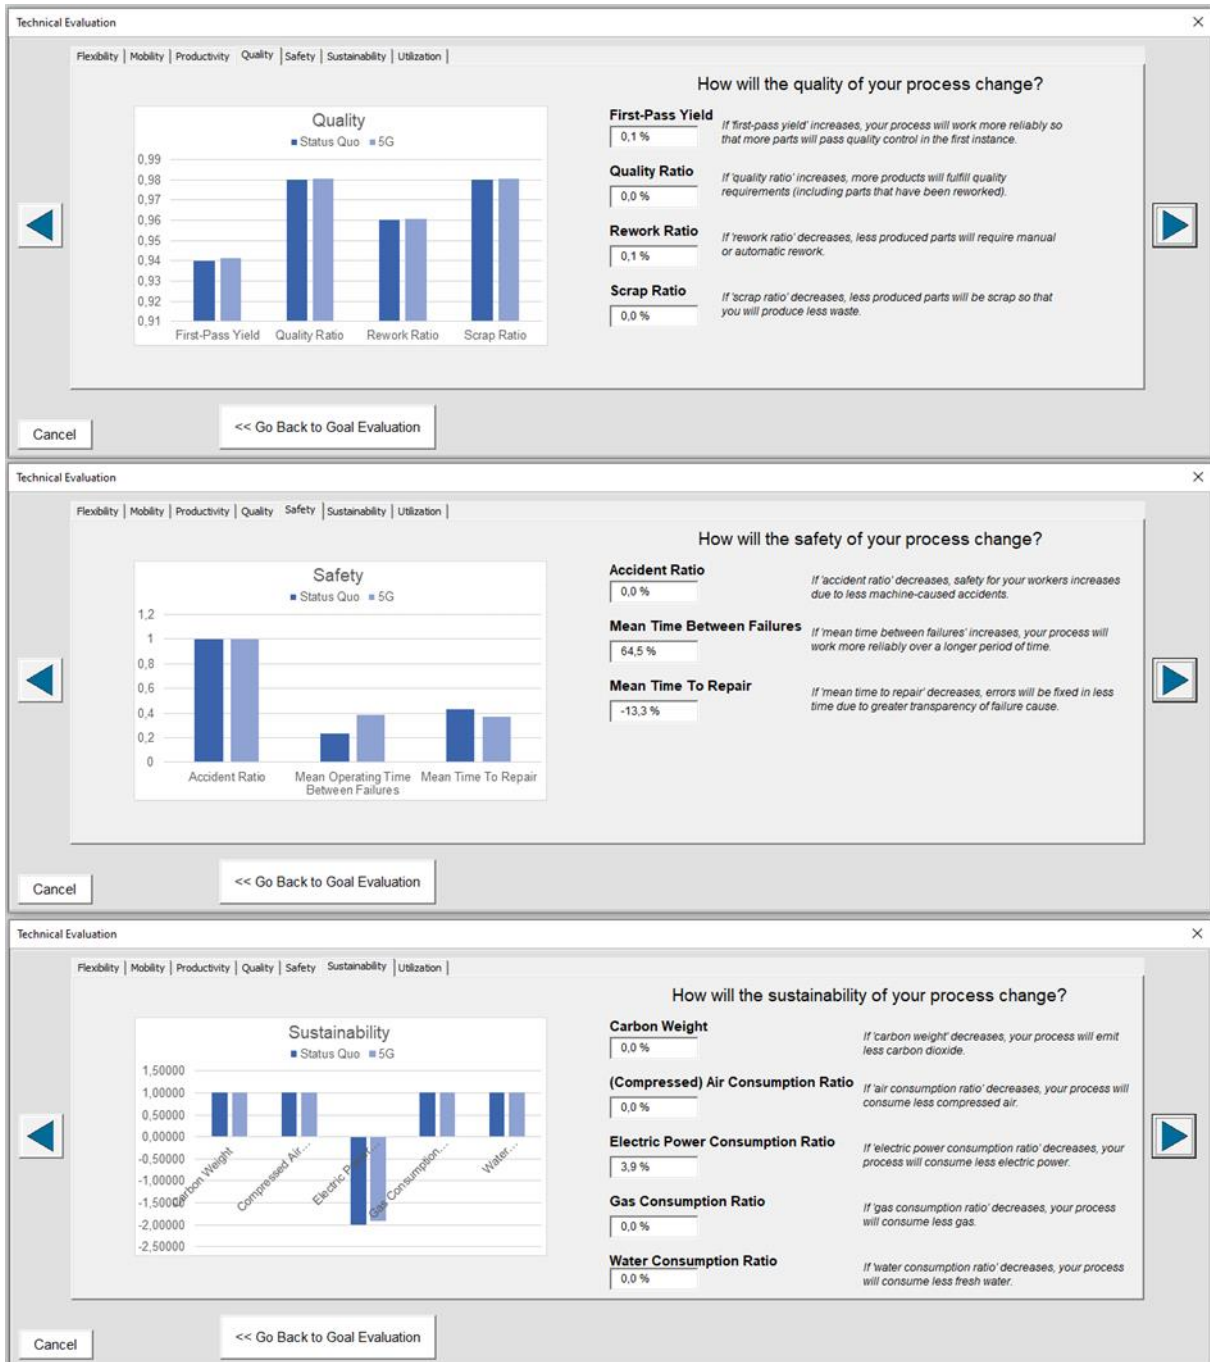 Technical Evaluation
Flexibility | Mobility | Productivity | Quality | Safety | Sustainability | Utilization |
How will the quality of your process change?
Quality
Status Quo 5G
0,99
0,98
0,97
0,96
0,95
0,94
0,93
0,92
0,91
First-Pass Yield Quality Ratio Rework Ratio Scrap Ratio
First-Pass Yield
0,1 %
If 'first-pass yield' increases, your process will work more reliably so
that more parts will pass quality control in the first instance.
Quality Ratio
0,0 %
If 'quality ratio' increases, more products will fulfill quality
requirements (including parts that have been reworked).
Rework Ratio
0,1 %
If 'rework ratio' decreases, less produced parts will require manual
or automatic rework.
Scrap Ratio
0,0 %
If 'scrap ratio' decreases, less produced parts will be scrap so that
you will produce less waste.
Cancel
<< Go Back to Goal Evaluation
Technical Evaluation
Flexibility | Mobility | Productivity | Quality | Safety | Sustainability | Utilization |
How will the safety of your process change?
Safety
Status Quo 5G
1,2
1
0,8
0,6
0,4
0,2
0
Accident Ratio Mean Operating Time Mean Time To Repair
Between Failures
Accident Ratio
0,0 %
If 'accident ratio' decreases, safety for your workers increases
due to less machine-caused accidents.
Mean Time Between Failures
64,5 %
If 'mean time between failures' increases, your process will
work more reliably over a longer period of time.
Mean Time To Repair
-13,3 %
If 'mean time to repair' decreases, errors will be fixed in less
time due to greater transparency of failure cause.
Cancel
<< Go Back to Goal Evaluation
Technical Evaluation
Flexibility | Mobility | Productivity | Quality | Safety | Sustainability | Utilization |
How will the sustainability of your process change?
Sustainability
Status Quo 5G
1,50000
1,00000
0,50000
0,00000
-0,50000
-1,00000
-1,50000
-2,00000
-2,50000
Carbon Weight
Compressed Air...
Electric Power...
Gas Consumption...
Water...
Carbon Weight
0,0 %
If 'carbon weight' decreases, your process will emit
less carbon dioxide.
(Compressed) Air Consumption Ratio
0,0 %
If 'air consumption ratio' decreases, your process will
consume less compressed air.
Electric Power Consumption Ratio
3,9 %
If 'electric power consumption ratio' decreases, your
process will consume less electric power.
Gas Consumption Ratio
0,0 %
If 'gas consumption ratio' decreases, your process
will consume less gas.
Water Consumption Ratio
0,0 %
If 'water consumption ratio' decreases, your process
will consume less fresh water.
Cancel
<< Go Back to Goal Evaluation